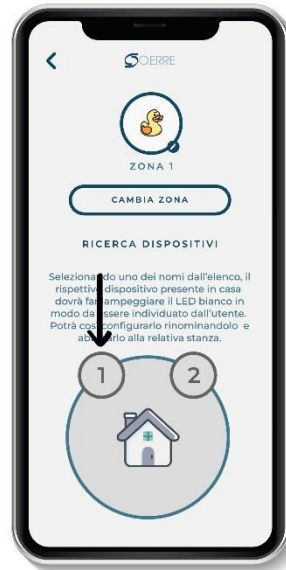 SOERRE
ZONA 1
CAMBIA ZONA
RICERCA DISPOSITIVI
Selezionando uno dei nomi dall'elenco, il
rispettivo dispositivo presente in casa
dovrà far lampeggiare il LED bianco in
modo da essere individuato dall'utente.
Potrà così configurarlo rinominandolo e
alla relativa stanza.
1
2